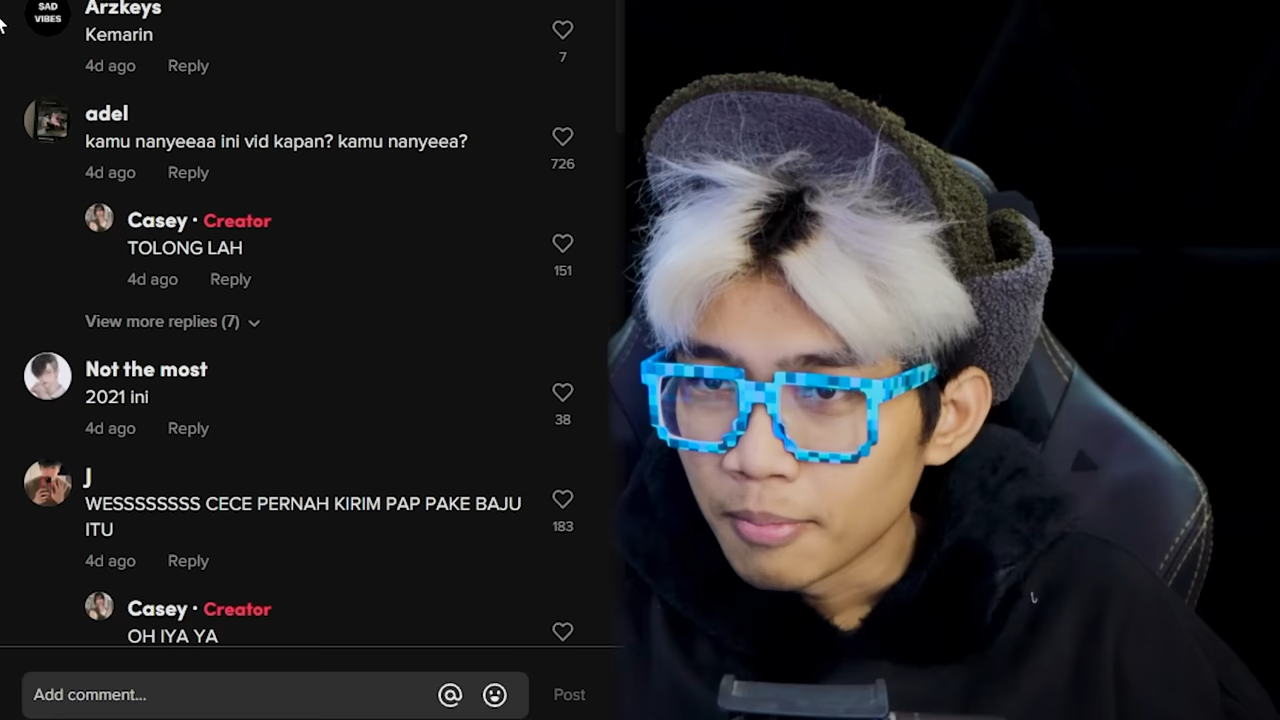 SAD
VIBES
Arzkeys
Kemarin
7
4d ago Reply
adel
kamu nanyeeaa ini vid kapan? kamu nanyeea?
726
4d ago Reply
Casey · Creator
TOLONG LAH
151
4d ago Reply
View more replies (7)
Not the most
2021 ini
38
4d ago Reply
J
WESSSSSSSS CECE PERNAH KIRIM PAP PAKE BAJU
ITU
183
4d ago Reply
Casey · Creator
OH IYA YA
Add comment...
Post